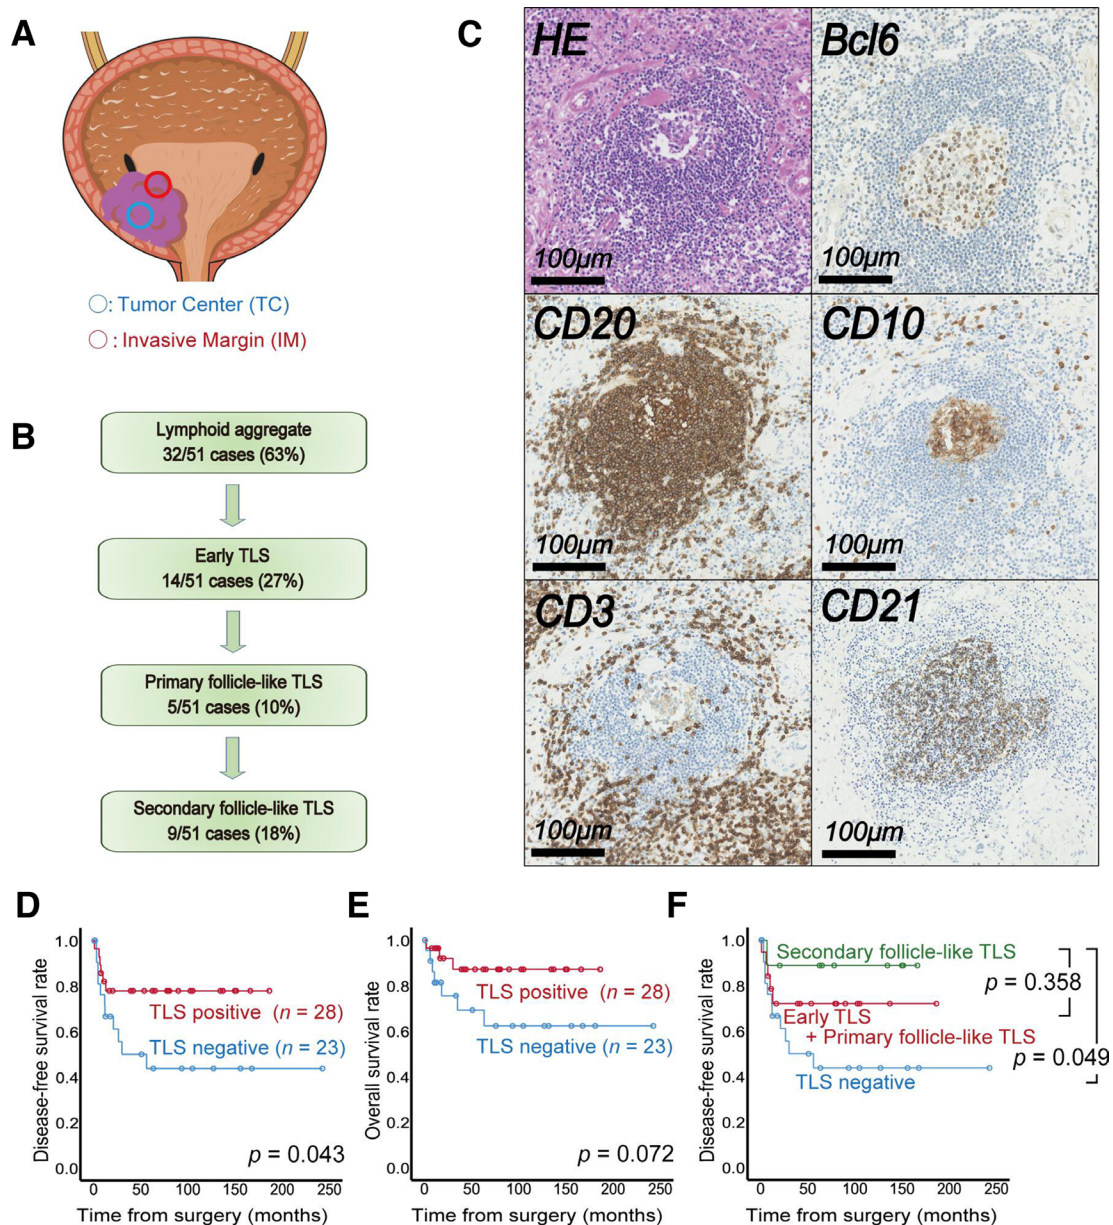 A
○: Tumor Center (TC)
○: Invasive Margin (IM)
B
Lymphoid aggregate
32/51 cases (63%)
Early TLS
14/51 cases (27%)
Primary follicle-like TLS
5/51 cases (10%)
Secondary follicle-like TLS
9/51 cases (18%)
C
HE
100μm
Bcl6
100μm
CD20
100μm
CD10
100μm
CD3
100μm
CD21
100μm
D
Disease-free survival rate
1.0
0.8
0.6
0.4
0.2
0.0
TLS positive (n = 28)
TLS negative (n = 23)
p = 0.043
0 50 100 150 200 250
Time from surgery (months)
E
Overall survival rate
1.0
0.8
0.6
0.4
0.2
0.0
TLS positive (n = 28)
TLS negative (n = 23)
p = 0.072
0 50 100 150 200 250
Time from surgery (months)
F
Disease-free survival rate
1.0
0.8
0.6
0.4
0.2
0.0
Secondary follicle-like TLS
p = 0.358
Early TLS
+ Primary follicle-like TLS
p = 0.049
TLS negative
0 50 100 150 200 250
Time from surgery (months)